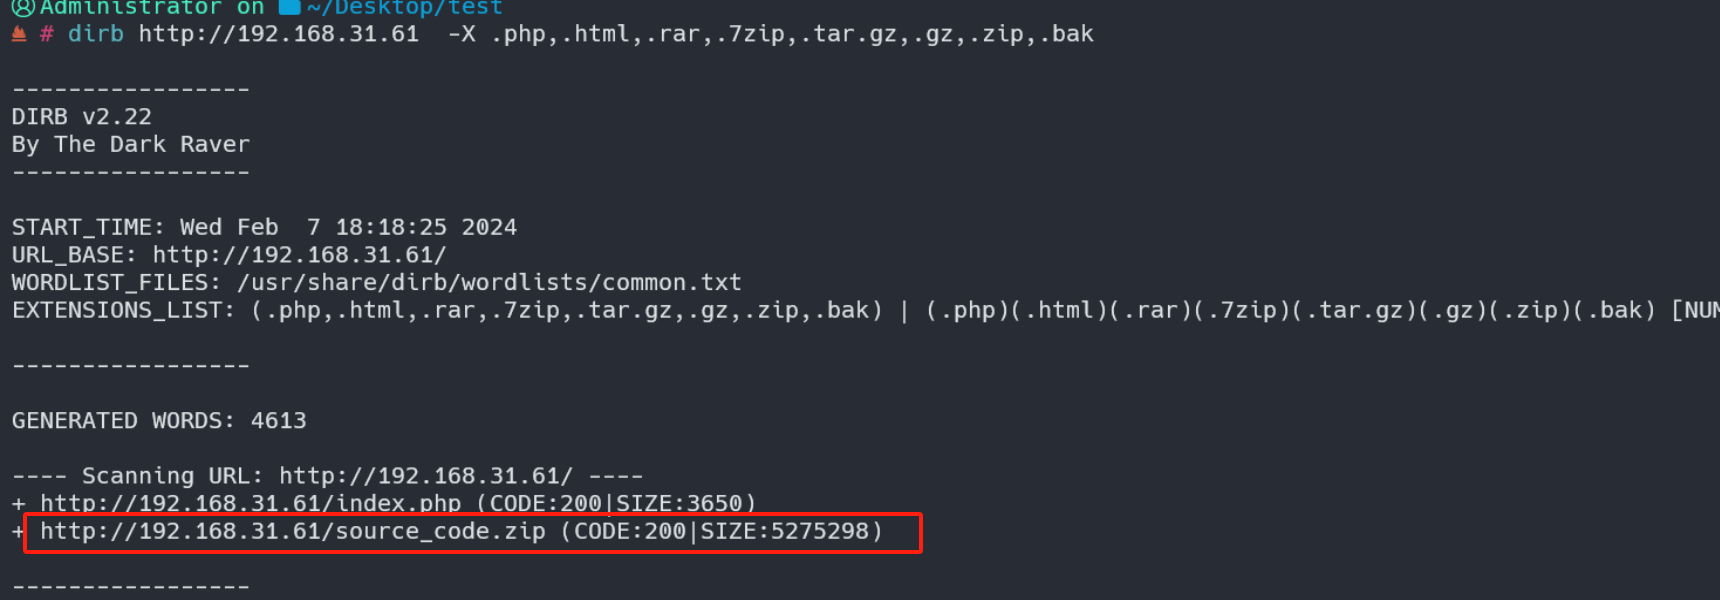 Administrator on ~/Desktop/test
# dirb http://192.168.31.61  -X .php,.html,.rar,.7zip,.tar.gz,.gz,.zip,.bak
-----------------
DIRB v2.22
By The Dark Raver
-----------------
START_TIME: Wed Feb  7 18:18:25 2024
URL_BASE: http://192.168.31.61/
WORDLIST_FILES: /usr/share/dirb/wordlists/common.txt
EXTENSIONS_LIST: (.php,.html,.rar,.7zip,.tar.gz,.gz,.zip,.bak) | (.php)(.html)(.rar)(.7zip)(.tar.gz)(.gz)(.zip)(.bak) [NUM
-----------------
GENERATED WORDS: 4613
---- Scanning URL: http://192.168.31.61/ ----
+ http://192.168.31.61/index.php (CODE:200|SIZE:3650)
+ http://192.168.31.61/source_code.zip (CODE:200|SIZE:5275298)
-----------------